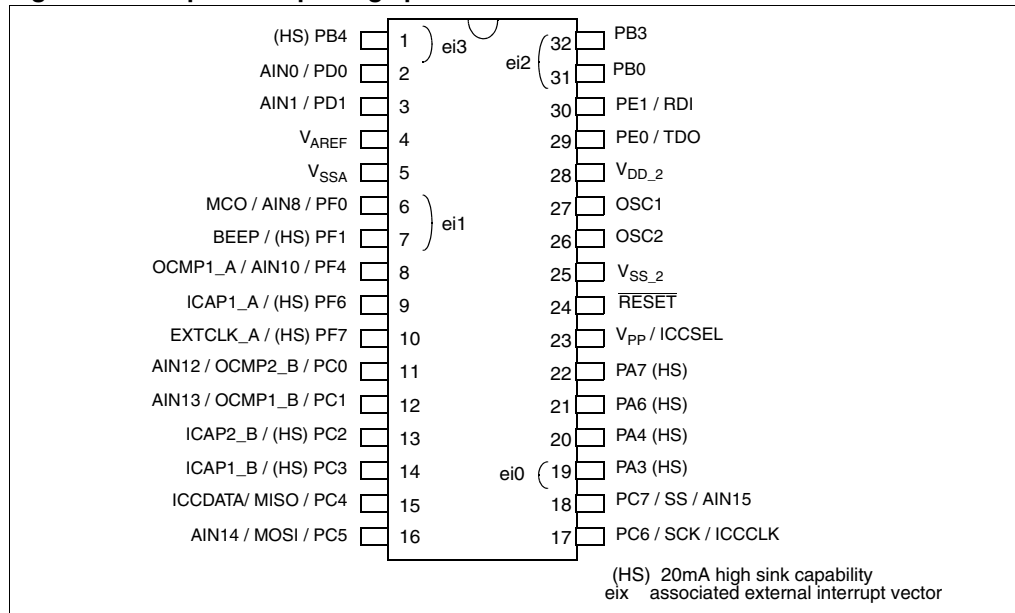 (HS) PB4 1 ei3
AIN0 / PD0 2
AIN1 / PD1 3
VAREF 4
VSSA 5
MCO / AIN8 / PF0 6 ei1
BEEP / (HS) PF1 7
OCMP1_A / AIN10 / PF4 8
ICAP1_A / (HS) PF6 9
EXTCLK_A / (HS) PF7 10
AIN12 / OCMP2_B / PC0 11
AIN13 / OCMP1_B / PC1 12
ICAP2_B / (HS) PC2 13
ICAP1_B / (HS) PC3 14
ICCDATA/ MISO / PC4 15
AIN14 / MOSI / PC5 16
ei2 32 PB3
31 PB0
30 PE1 / RDI
29 PE0 / TDO
28 VDD_2
27 OSC1
26 OSC2
25 VSS_2
24 RESET
23 VPP / ICCSEL
22 PA7 (HS)
21 PA6 (HS)
20 PA4 (HS)
ei0 19 PA3 (HS)
18 PC7 / SS / AIN15
17 PC6 / SCK / ICCCLK
(HS) 20mA high sink capability
eix associated external interrupt vector